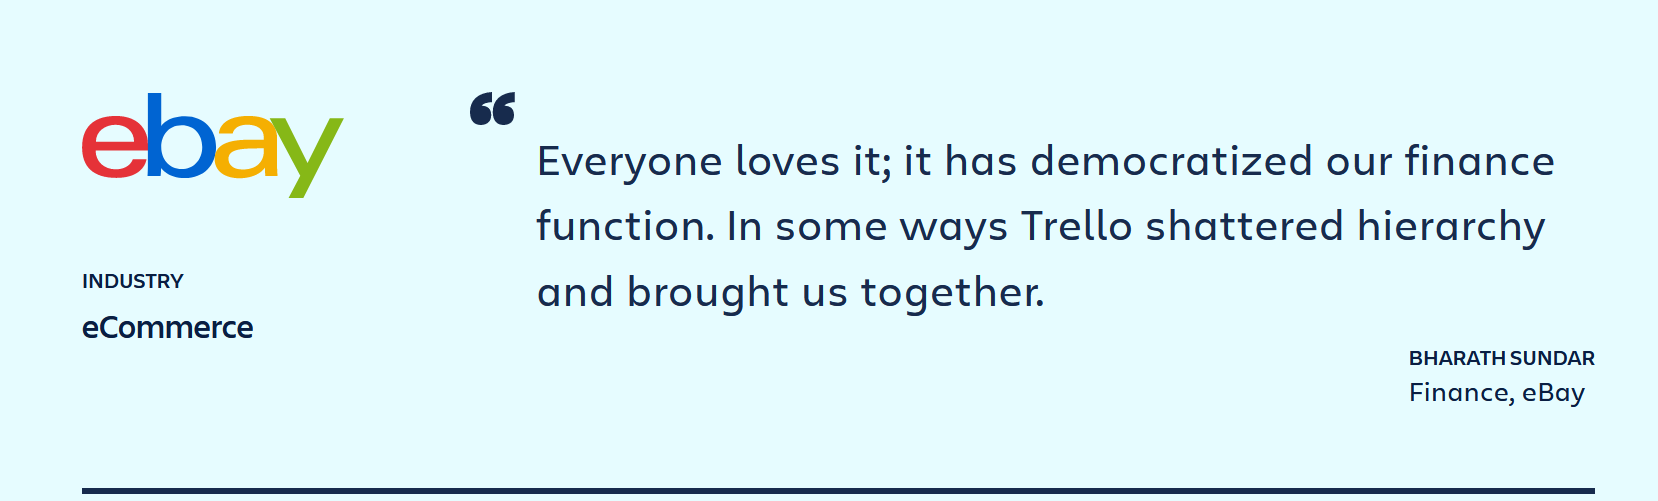 ebay
INDUSTRY
eCommerce
“
Everyone loves it; it has democratized our finance
function. In some ways Trello shattered hierarchy
and brought us together.
BHARATH SUNDAR
Finance, eBay